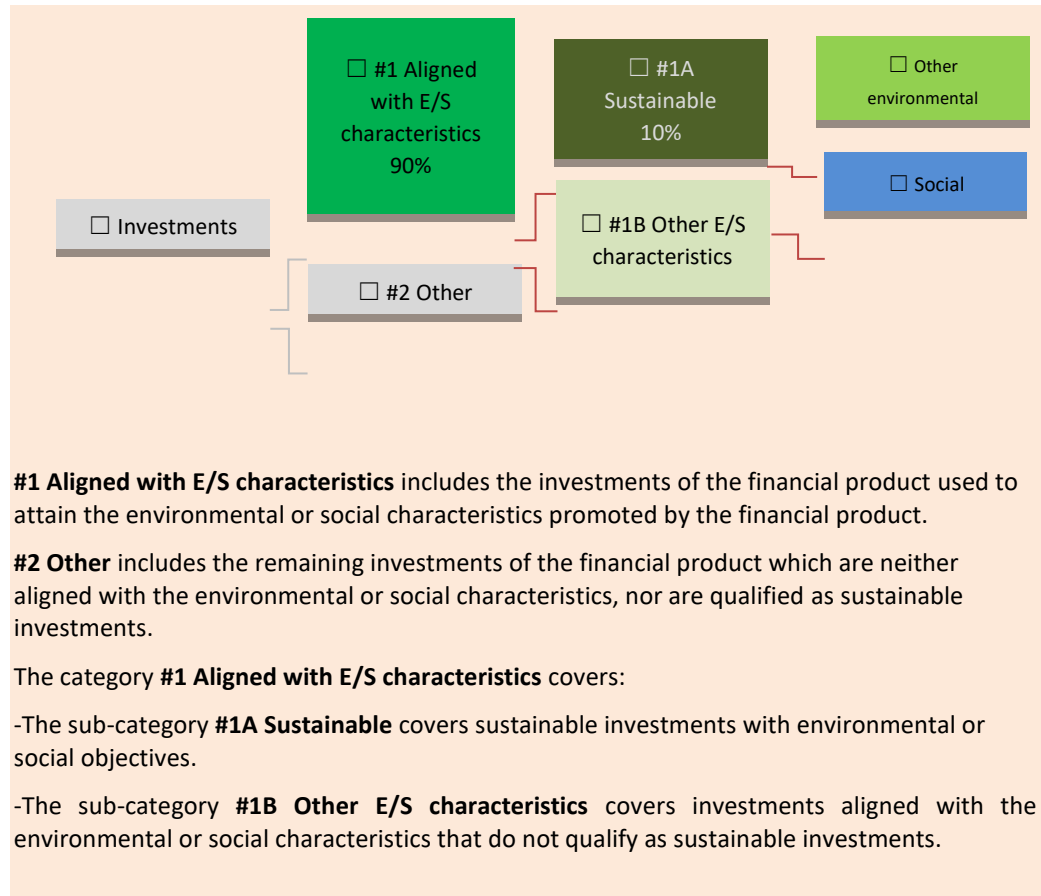 ☐ Investments
☐ #1 Aligned
with E/S
characteristics
90%
☐ #2 Other
☐ #1A
Sustainable
10%
☐ #1B Other E/S
characteristics
☐ Other
environmental
☐ Social
#1 Aligned with E/S characteristics includes the investments of the financial product used to
attain the environmental or social characteristics promoted by the financial product.
#2 Other includes the remaining investments of the financial product which are neither
aligned with the environmental or social characteristics, nor are qualified as sustainable
investments.
The category #1 Aligned with E/S characteristics covers:
-The sub-category #1A Sustainable covers sustainable investments with environmental or
social objectives.
-The sub-category #1B Other E/S characteristics covers investments aligned with the
environmental or social characteristics that do not qualify as sustainable investments.